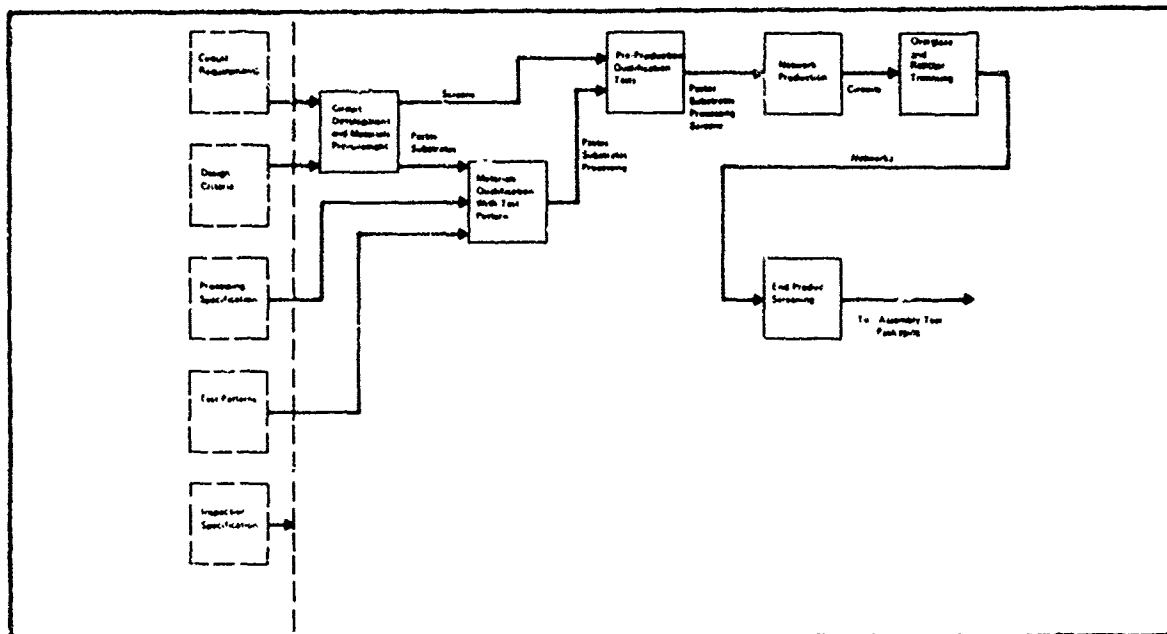 Circuit
Requirements
Design
Criteria
Processing
Specification
Test Patterns
Inspection
Specification
Circuit
Development
and Materials
Procurement
Screens
Pastes
Substrates
Materials
Qualification
With Test
Pattern
Pastes
Substrates
Processing
Pre-Production
Qualification
Tests
Pastes
Substrates
Processing
Screens
Network
Production
Circuits
Overglaze
and
Resistor
Trimming
Networks
End Product
Screening
To Assembly Test
Packaging